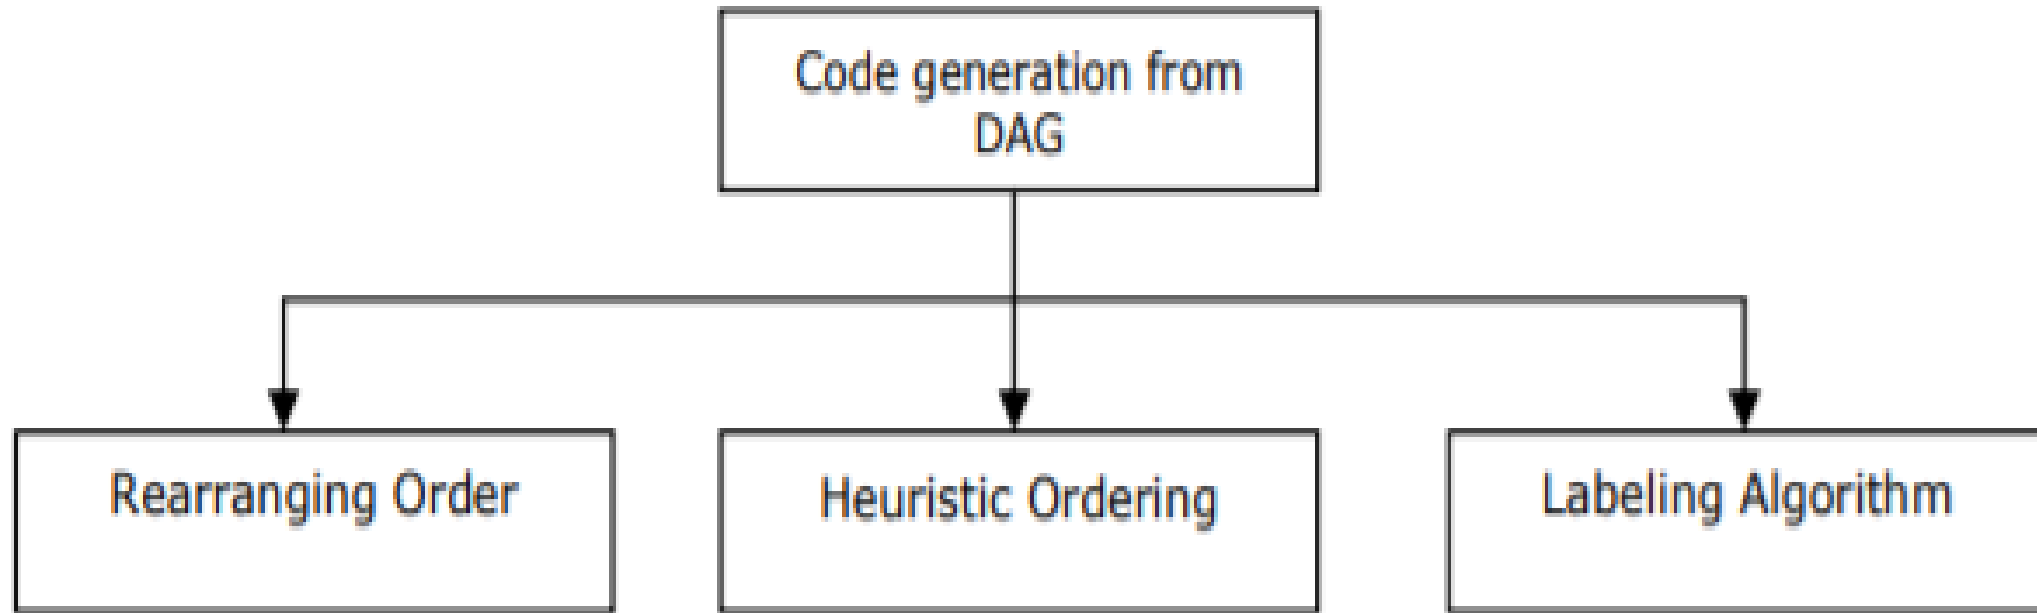 Code generation from
DAG
Rearranging Order
Heuristic Ordering
Labeling Algorithm